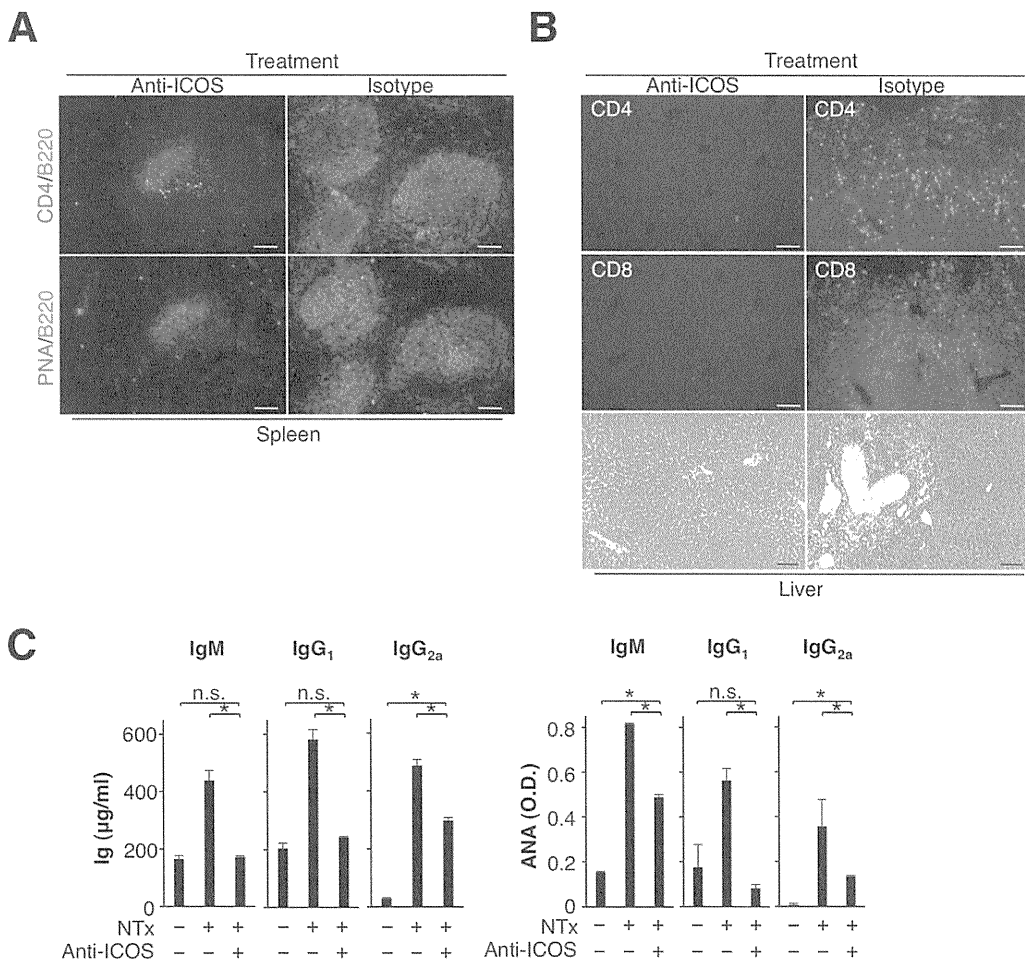 A
Treatment
Anti-ICOS Isotype
CD4/B220
PNA/B220
Spleen
B
Treatment
Anti-ICOS Isotype
CD4 CD4
CD8 CD8
Liver
C
IgM IgG1 IgG2a
n.s. n.s. *
* * *
Ig (µg/ml)
600
400
200
0
NTx − + + − + + − + +
Anti-ICOS − − + − − + − − +
IgM IgG1 IgG2a
* n.s. *
* * *
ANA (O.D.)
0.8
0.6
0.4
0.2
0
NTx − + + − + + − + +
Anti-ICOS − − + − − + − − +